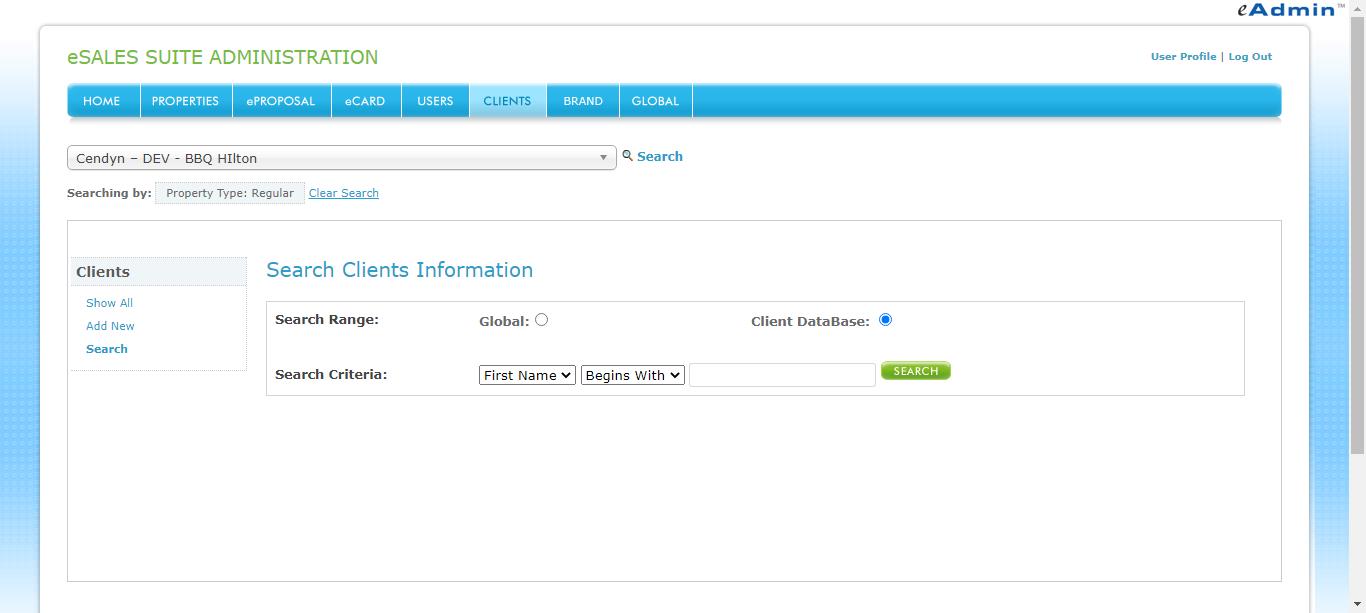 eAdmin™
eSALES SUITE ADMINISTRATION
User Profile | Log Out
HOME PROPERTIES ePROPOSAL eCARD USERS CLIENTS BRAND GLOBAL
Cendyn – DEV - BBQ HIlton
Search
Searching by: Property Type: Regular Clear Search
Clients
Show All
Add New
Search
Search Clients Information
Search Range: Global: Client DataBase:
Search Criteria: First Name Begins With SEARCH